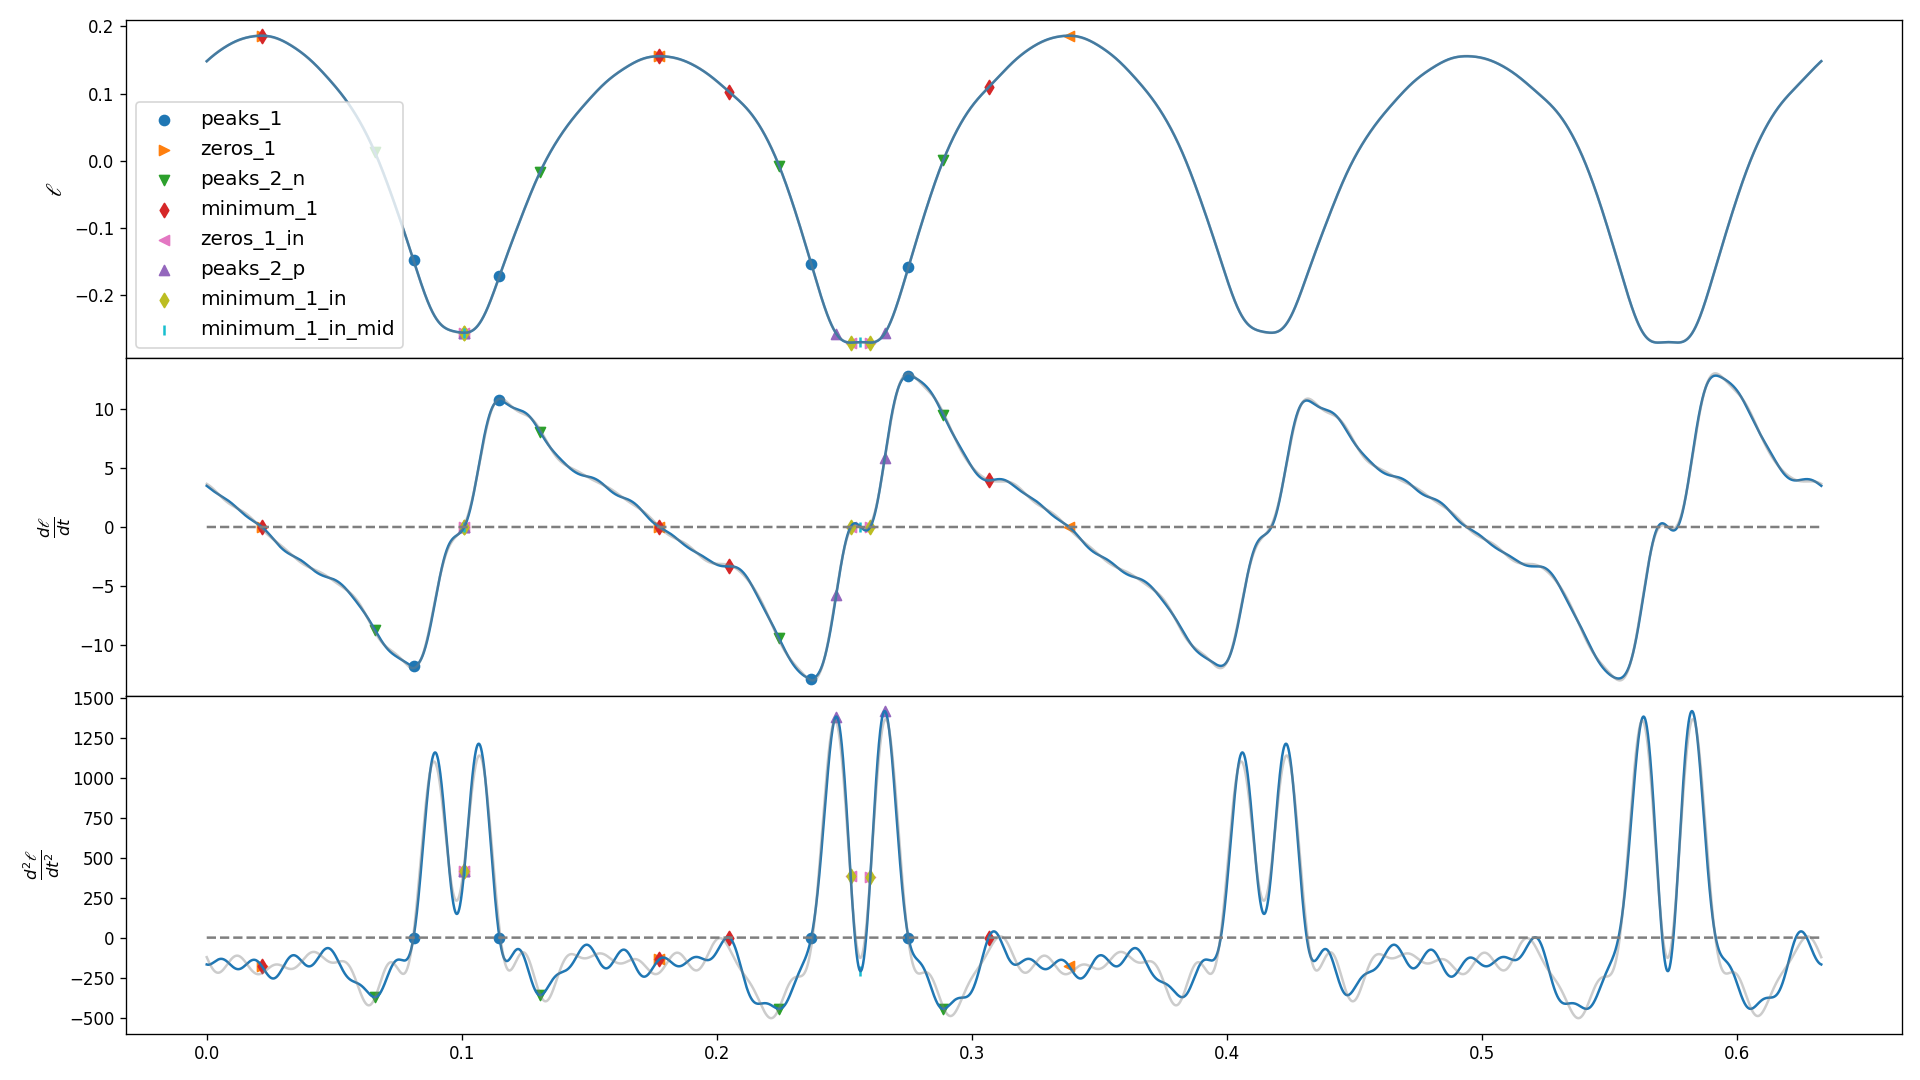 0.2
0.1
0.0
−0.1
−0.2
ℓ
peaks_1
zeros_1
peaks_2_n
minimum_1
zeros_1_in
peaks_2_p
minimum_1_in
minimum_1_in_mid
10
5
0
−5
−10
dℓ
dt
1500
1250
1000
750
500
250
0
−250
−500
d²ℓ
dt²
0.0 0.1 0.2 0.3 0.4 0.5 0.6